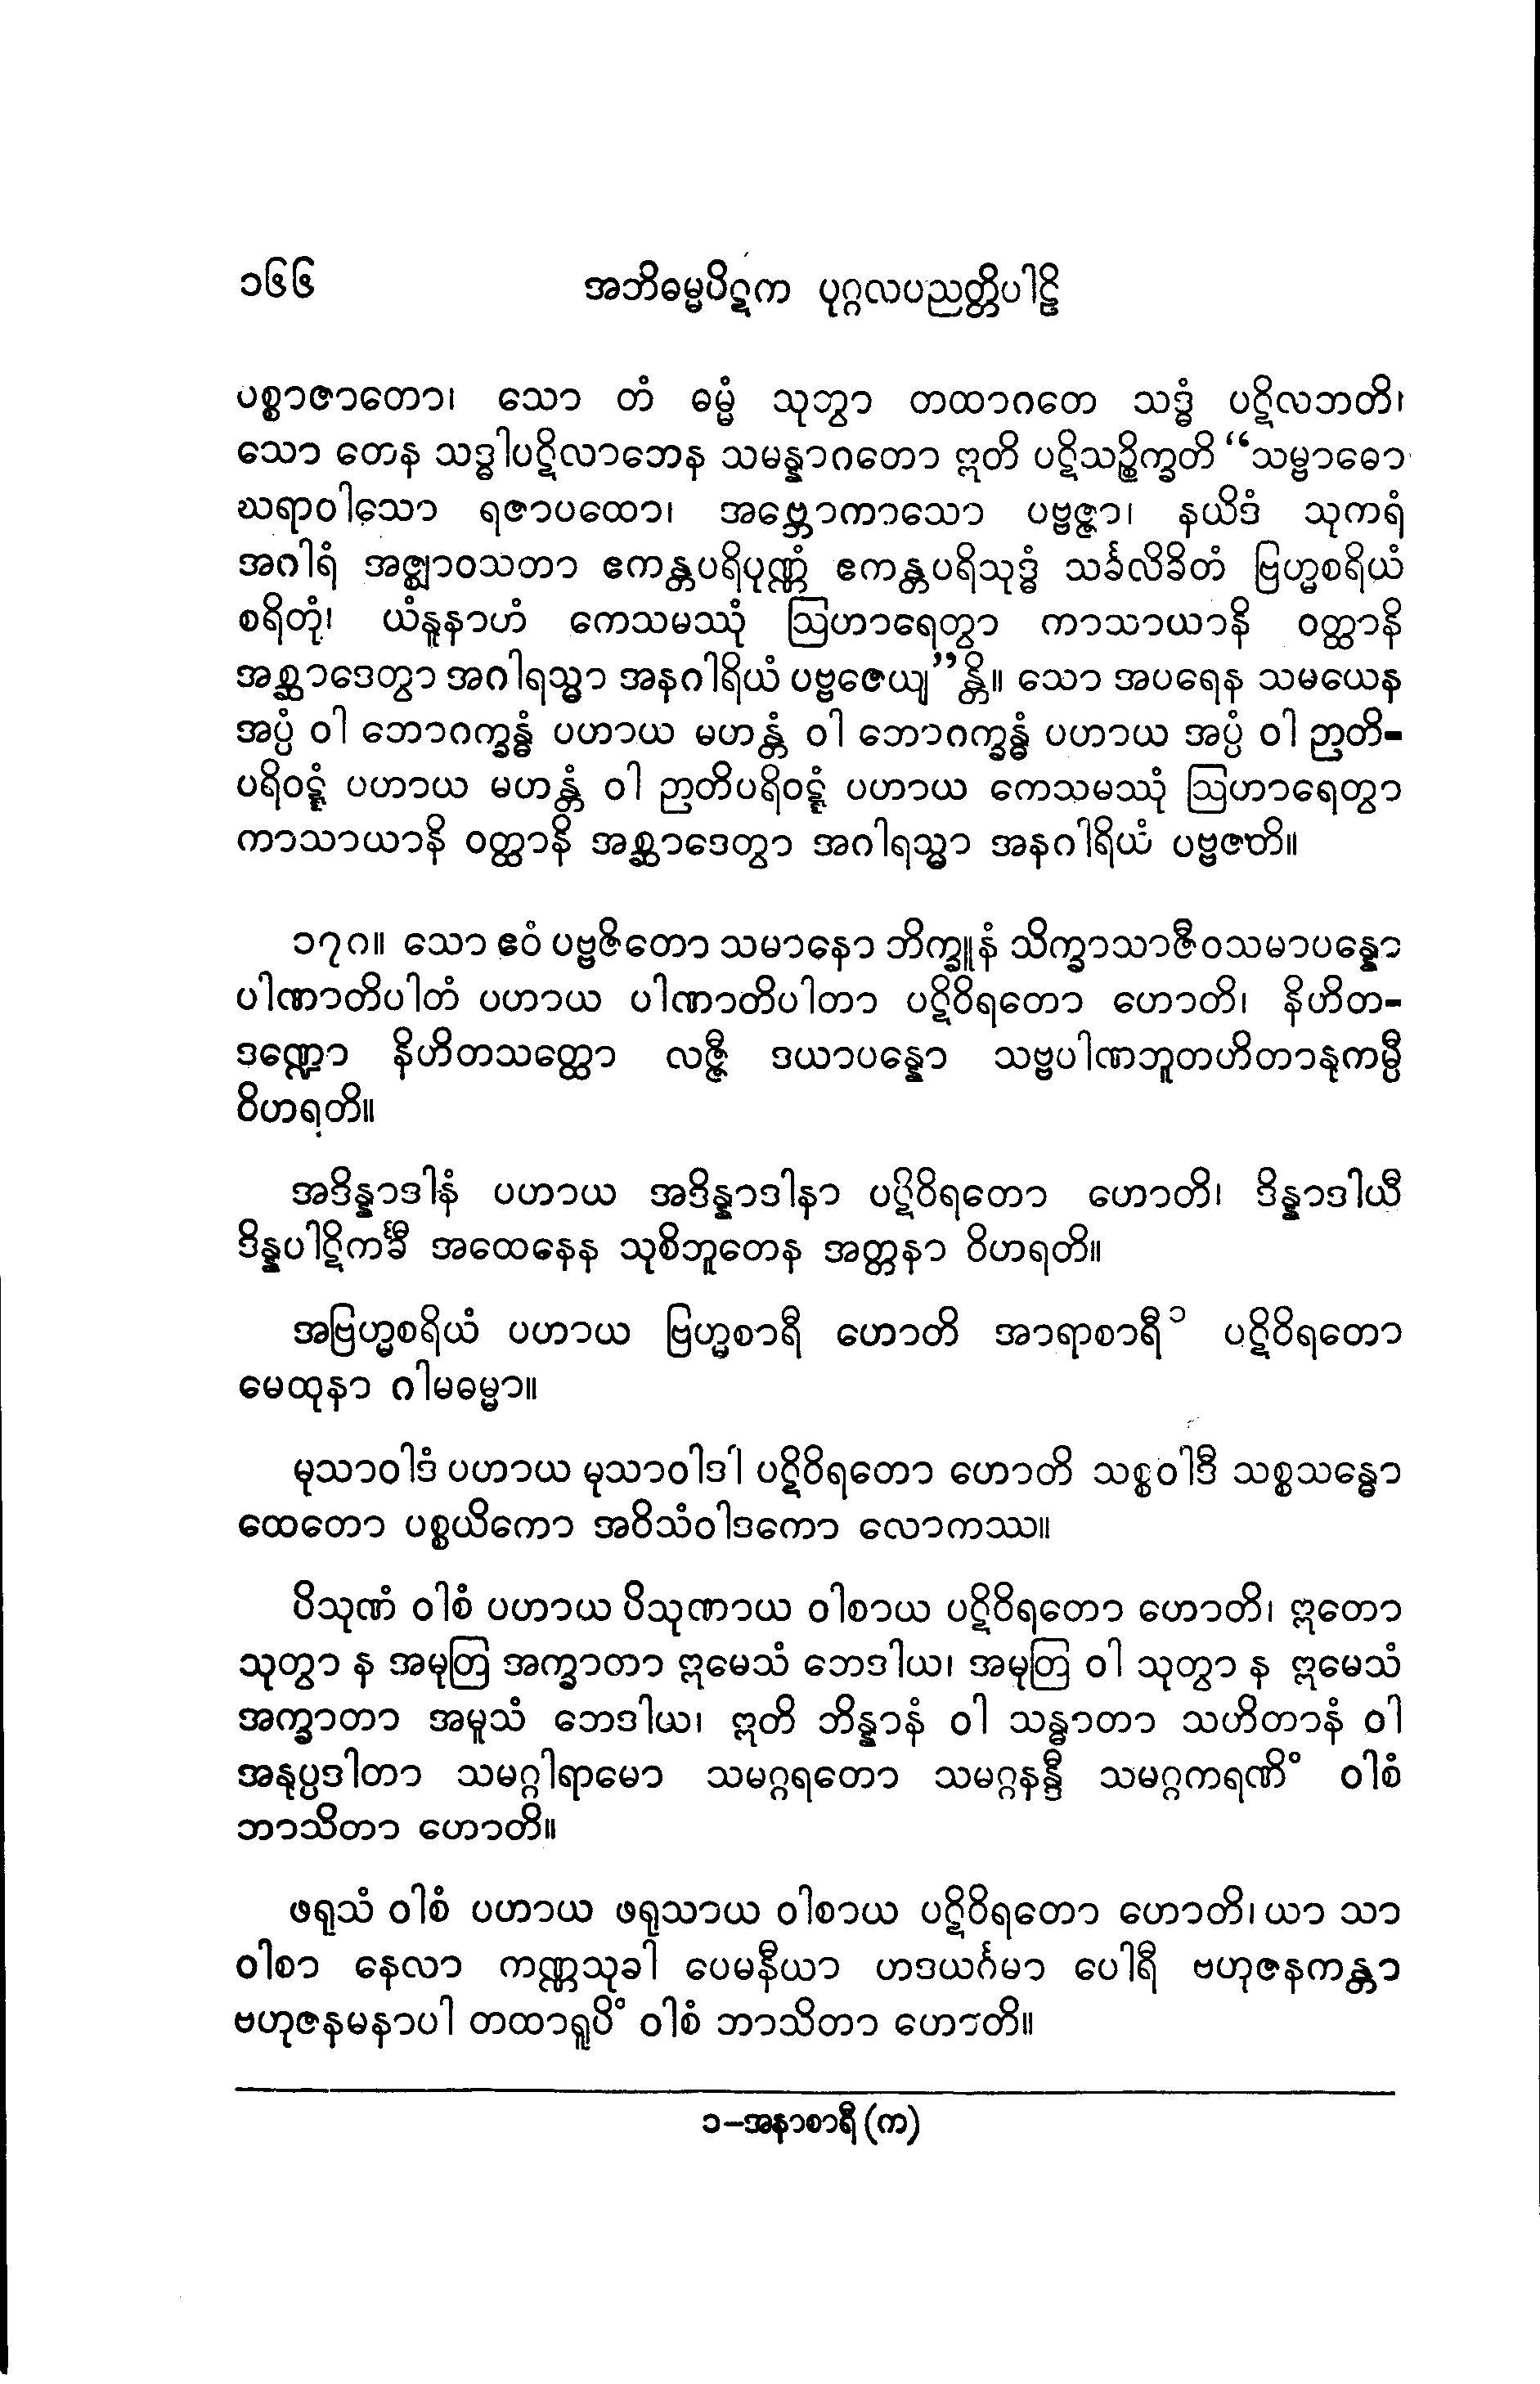 ၁၆၆ အဘိဓမ္မပိဋက ပုဂ္ဂလပညတ္တိပါဠိ
ပစ္စာဇာတော၊ သော တံ ဓမ္မံ သုဘွာ တထာဂတေ သဒ္ဓံ ပဋိလဘတိ၊
သော တေန သဒ္ဓါပဋိလာဘေန သမန္နာဂတော ဣတိ ပဋိသဉ္စိက္ခတိ “သမ္ဗာဓော
ဃရာဝါသော ရဇာပထော၊ အဗ္ဘောကာသော ပဗ္ဗဇ္ဇာ၊ နယိဒံ သုကရံ
အဂါရံ အဇ္ဈာဝသတာ ဧကန္တပရိပုဏ္ဏံ ဧကန္တပရိသုဒ္ဓံ သင်္ခလိခိတံ ဗြဟ္မစရိယံ
စရိတုံ၊ ယံနူနာဟံ ကေသမဿုံ ဩဟာရေတွာ ကာသာယာနိ ဝတ္ထာနိ
အစ္ဆာဒေတွာ အဂါရသ္မာ အနဂါရိယံ ပဗ္ဗဇေယျ”န္တိ။ သော အပရေန သမယေန
အပ္ပံ ဝါ ဘောဂက္ခန္ဓံ ပဟာယ မဟန္တံ ဝါ ဘောဂက္ခန္ဓံ ပဟာယ အပ္ပံ ဝါ ဉာတိ-
ပရိဝဋ္ဋံ ပဟာယ မဟန္တံ ဝါ ဉာတိပရိဝဋ္ဋံ ပဟာယ ကေသမဿုံ ဩဟာရေတွာ
ကာသာယာနိ ဝတ္ထာနိ အစ္ဆာဒေတွာ အဂါရသ္မာ အနဂါရိယံ ပဗ္ဗဇတိ။
၁၇၈။ သော ဧဝံ ပဗ္ဗဇိတော သမာနော ဘိက္ခူနံ သိက္ခာသာဇီဝသမာပန္နော
ပါဏာတိပါတံ ပဟာယ ပါဏာတိပါတာ ပဋိဝိရတော ဟောတိ၊ နိဟိတ-
ဒဏ္ဍော နိဟိတသတ္ထော လဇ္ဇီ ဒယာပန္နော သဗ္ဗပါဏဘူတဟိတာနုကမ္ပီ
ဝိဟရတိ။
အဒိန္နာဒါနံ ပဟာယ အဒိန္နာဒါနာ ပဋိဝိရတော ဟောတိ၊ ဒိန္နာဒါယီ
ဒိန္နပါဋိကင်္ခီ အထေနေန သုစိဘူတေန အတ္တနာ ဝိဟရတိ။
အဗြဟ္မစရိယံ ပဟာယ ဗြဟ္မစာရီ ဟောတိ အာရာစာရီ၁ ပဋိဝိရတော
မေထုနာ ဂါမဓမ္မာ။
မုသာဝါဒံ ပဟာယ မုသာဝါဒါ ပဋိဝိရတော ဟောတိ သစ္စဝါဒီ သစ္စသန္ဓော
ထေတော ပစ္စယိကော အဝိသံဝါဒကော လောကဿ။
ပိသုဏံ ဝါစံ ပဟာယ ပိသုဏာယ ဝါစာယ ပဋိဝိရတော ဟောတိ၊ ဣတော
သုတွာ န အမုတြ အက္ခာတာ ဣမေသံ ဘေဒါယ၊ အမုတြ ဝါ သုတွာ န ဣမေသံ
အက္ခာတာ အမူသံ ဘေဒါယ၊ ဣတိ ဘိန္နာနံ ဝါ သန္ဓာတာ သဟိတာနံ ဝါ
အနုပ္ပဒါတာ သမဂ္ဂါရာမော သမဂ္ဂရတော သမဂ္ဂနန္ဒီ သမဂ္ဂကရဏိံ ဝါစံ
ဘာသိတာ ဟောတိ။
ဖရုသံ ဝါစံ ပဟာယ ဖရုသာယ ဝါစာယ ပဋိဝိရတော ဟောတိ၊ ယာ သာ
ဝါစာ နေလာ ကဏ္ဏသုခါ ပေမနီယာ ဟဒယင်္ဂမာ ပေါရီ ဗဟုဇနကန္တာ
ဗဟုဇနမနာပါ တထာရူပိံ ဝါစံ ဘာသိတာ ဟောတိ။
၁-အနာစာရီ (က)